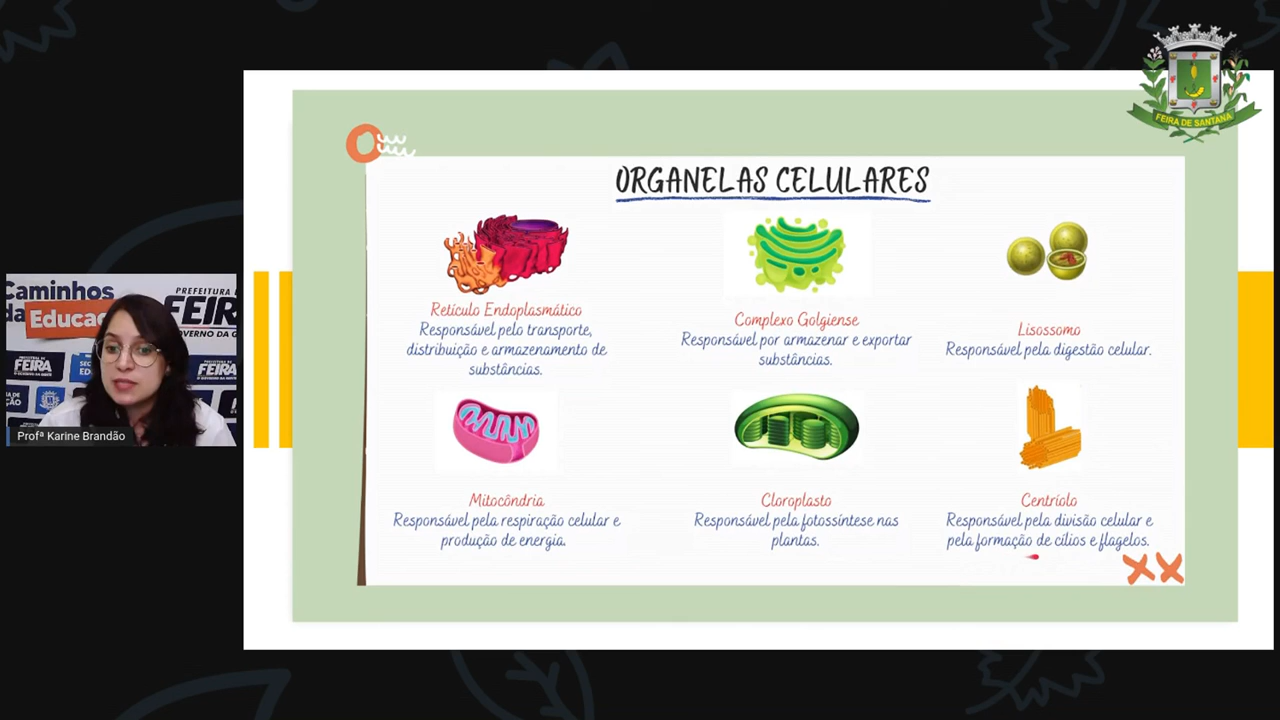 FEIRA DE SANTANA
ORGANELAS CELULARES
Retículo Endoplasmático
Responsável pelo transporte,
distribuição e armazenamento de
substâncias.
Complexo Golgiense
Responsável por armazenar e exportar
substâncias.
Lisossomo
Responsável pela digestão celular.
Mitocôndria
Responsável pela respiração celular e
produção de energia.
Cloroplasto
Responsável pela fotossíntese nas
plantas.
Centríolo
Responsável pela divisão celular e
pela formação de cílios e flagelos.
Caminhos
da
Educaç
PREFEITURA
FEIR
GOVERNO DA
FEIRA
FEIRA
Profª Karine Brandão